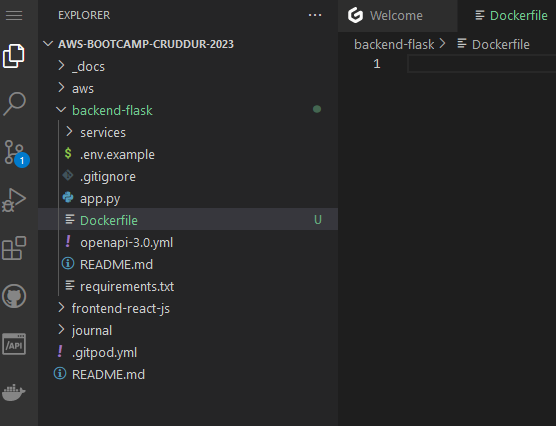 EXPLORER
AWS-BOOTCAMP-CRUDDUR-2023
_docs
aws
backend-flask
services
.env.example
.gitignore
app.py
Dockerfile U
openapi-3.0.yml
README.md
requirements.txt
frontend-react-js
journal
.gitpod.yml
README.md
1
/API
Welcome
Dockerfile
backend-flask > Dockerfile
1